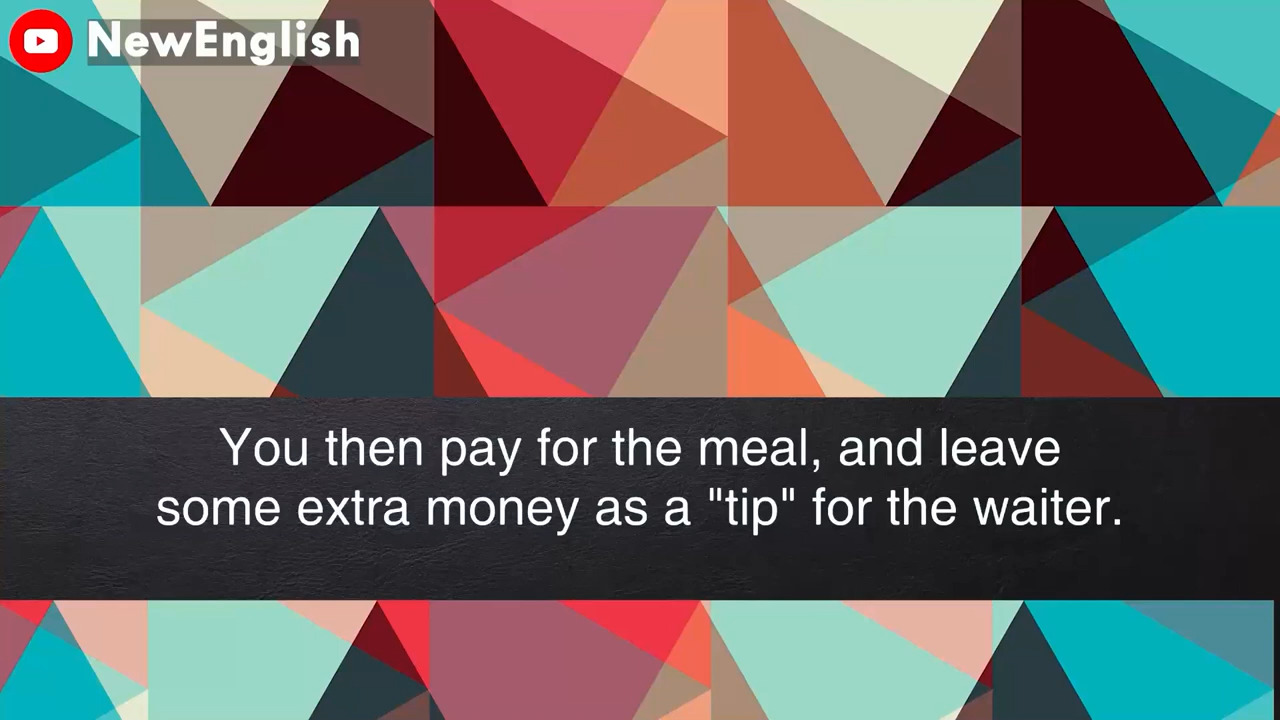 NewEnglish
You then pay for the meal, and leave
some extra money as a "tip" for the waiter.